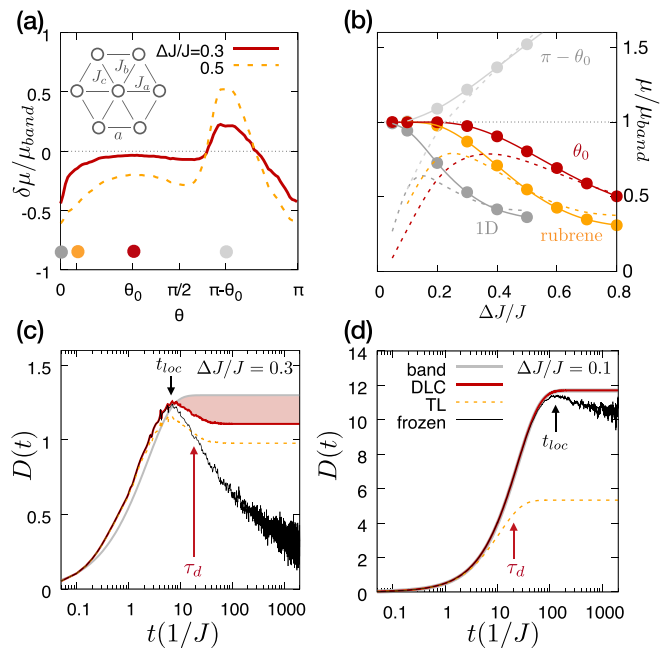 (a)
ΔJ/J=0.3
0.5
J_b
J_c
J_a
a
1
0.5
0
-0.5
-1
δμ/μ_band
0
θ_0
π/2
π-θ_0
π
θ
(b)
π − θ_0
θ_0
1D
rubrene
1.5
1
0.5
0
μ/μ_band
0
0.2
0.4
0.6
0.8
ΔJ/J
(c)
t_loc
ΔJ/J = 0.3
τ_d
1.5
1
0.5
0
D(t)
0.1
1
10
100
1000
t(1/J)
(d)
band
DLC
TL
frozen
ΔJ/J = 0.1
t_loc
τ_d
14
12
10
8
6
4
2
0
D(t)
0.1
1
10
100
1000
t(1/J)